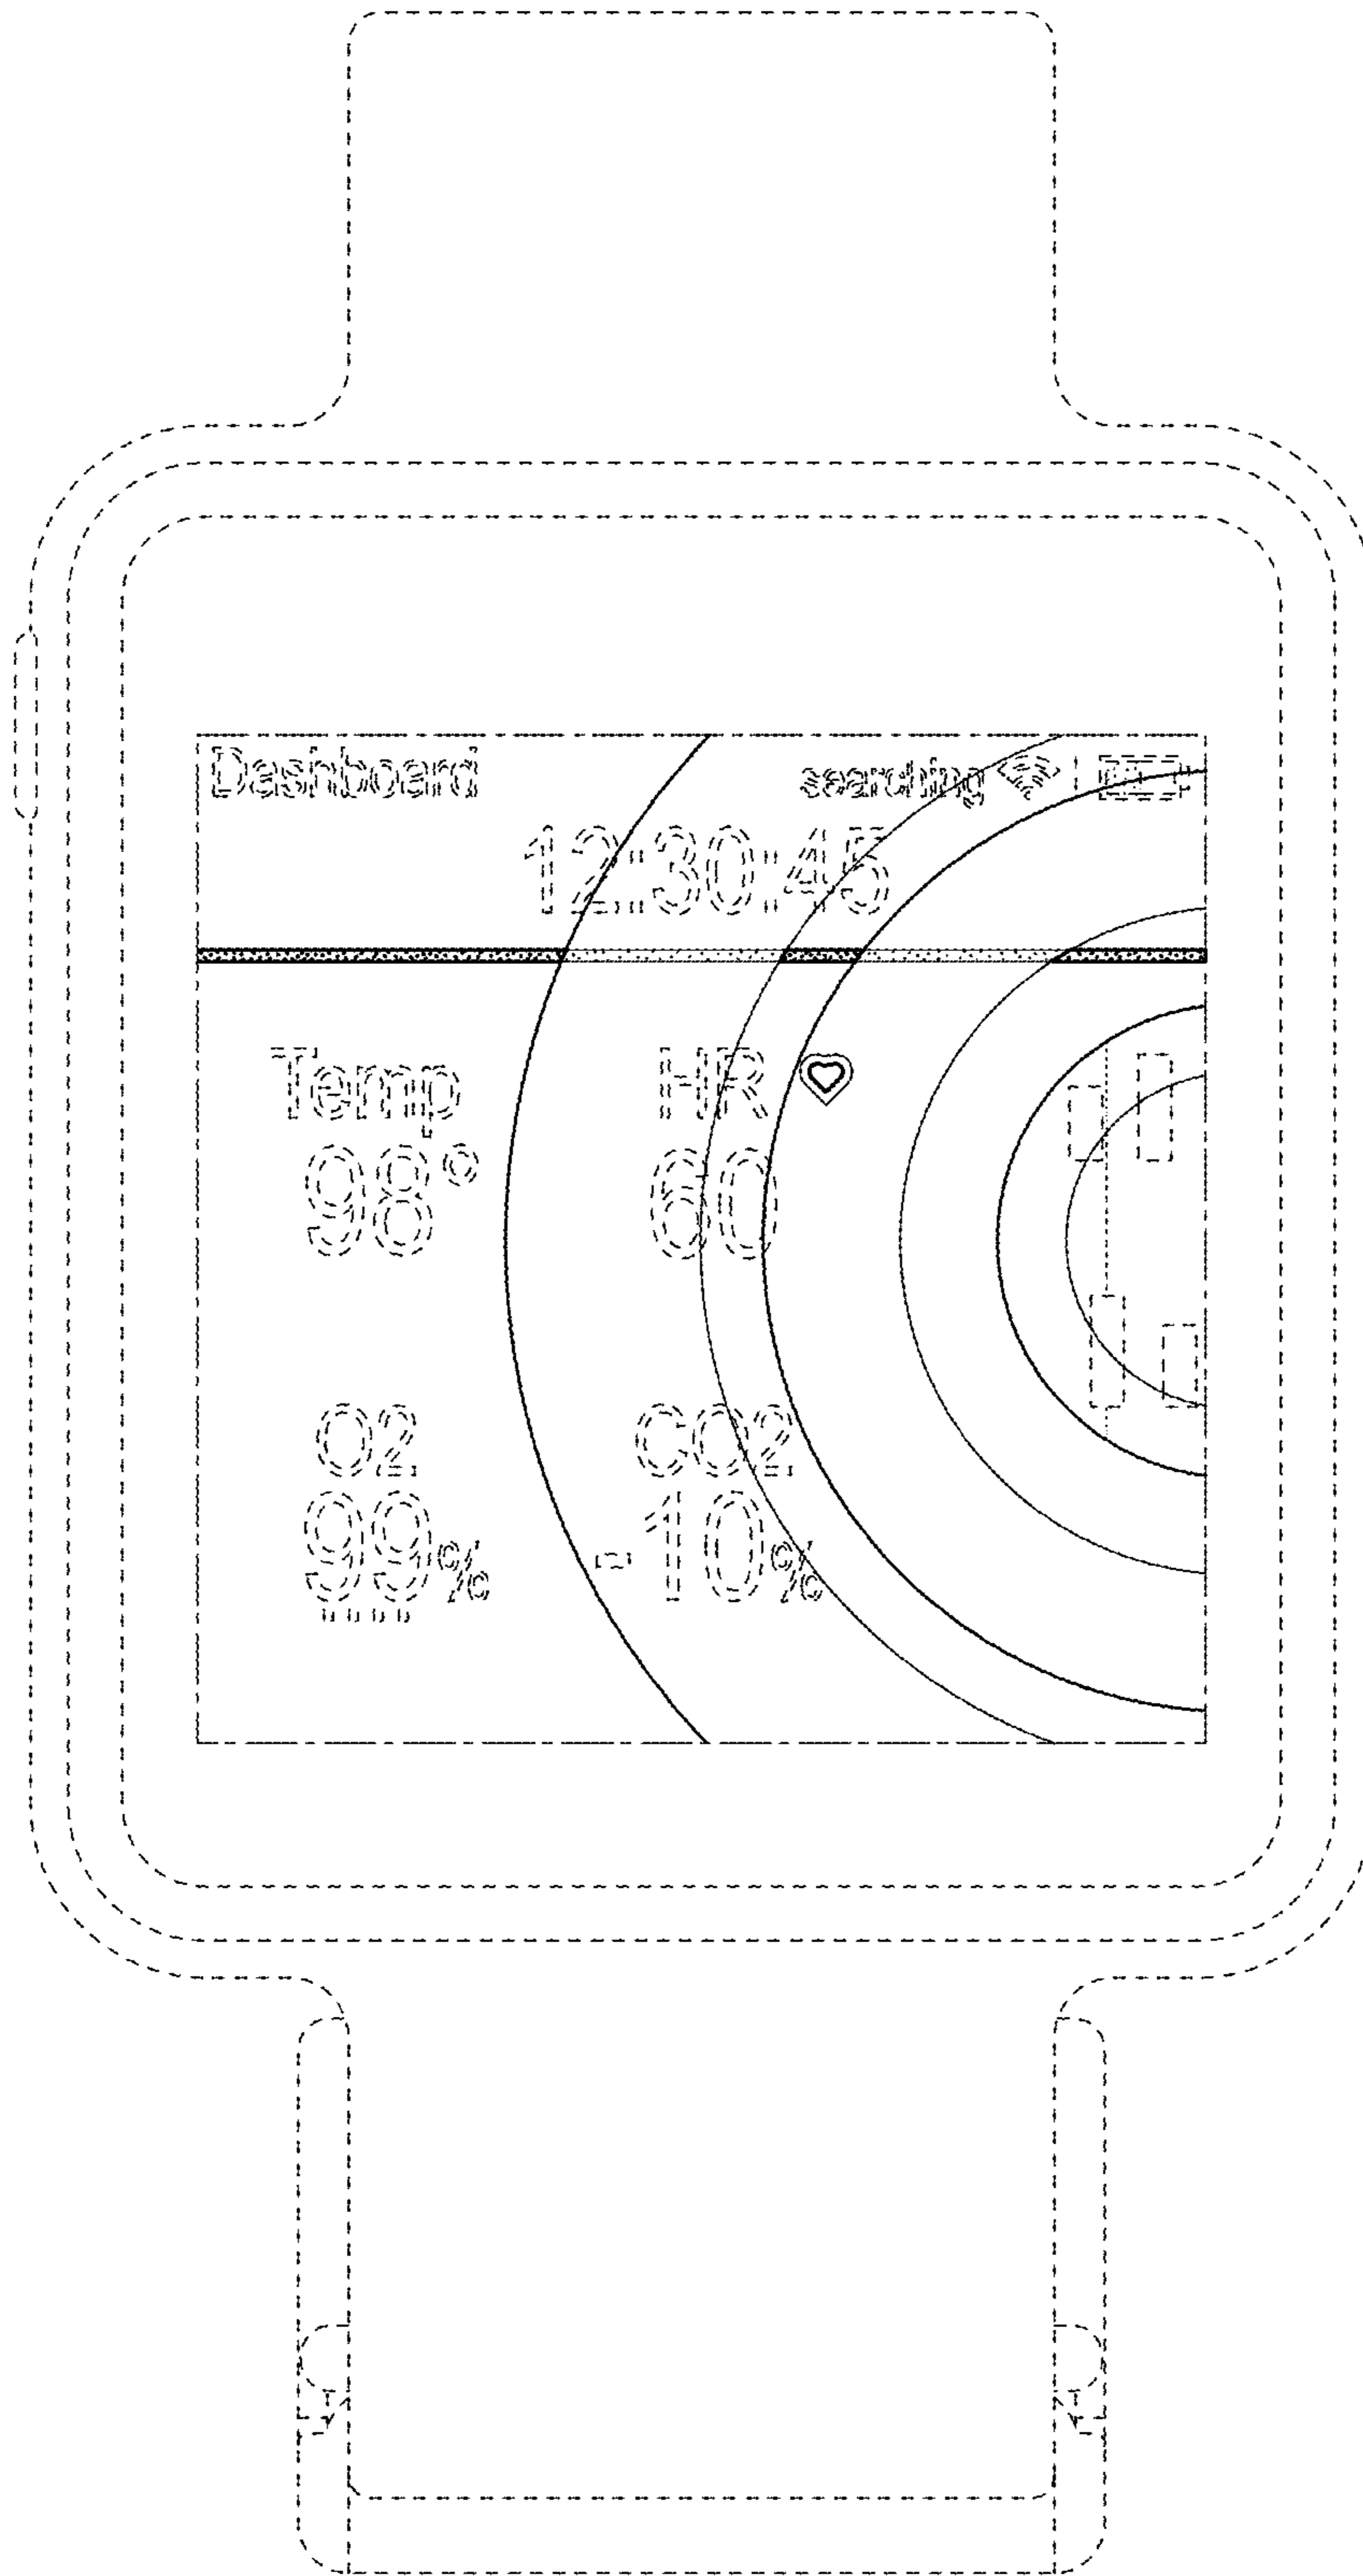 Dashboard searching
12:30:45
Temp HR
98° 60
O2 CO2
99% -10%